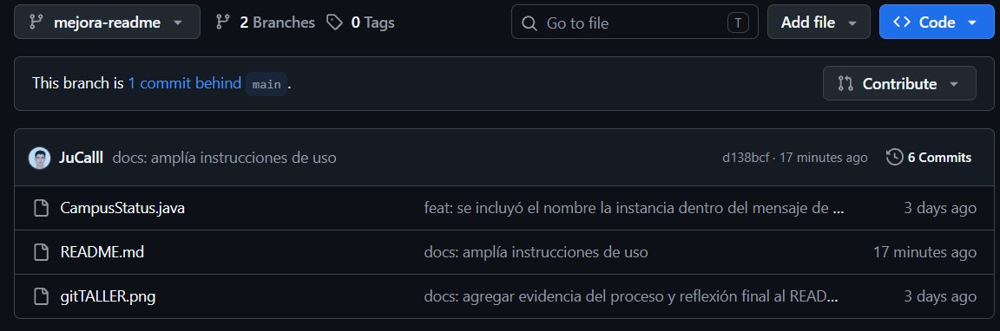 mejora-readme 2 Branches 0 Tags Go to file T Add file Code
This branch is 1 commit behind main. Contribute
JuCalll docs: amplía instrucciones de uso d138bcf · 17 minutes ago 6 Commits
CampusStatus.java feat: se incluyó el nombre la instancia dentro del mensaje de ... 3 days ago
README.md docs: amplía instrucciones de uso 17 minutes ago
gitTALLER.png docs: agregar evidencia del proceso y reflexión final al READ... 3 days ago